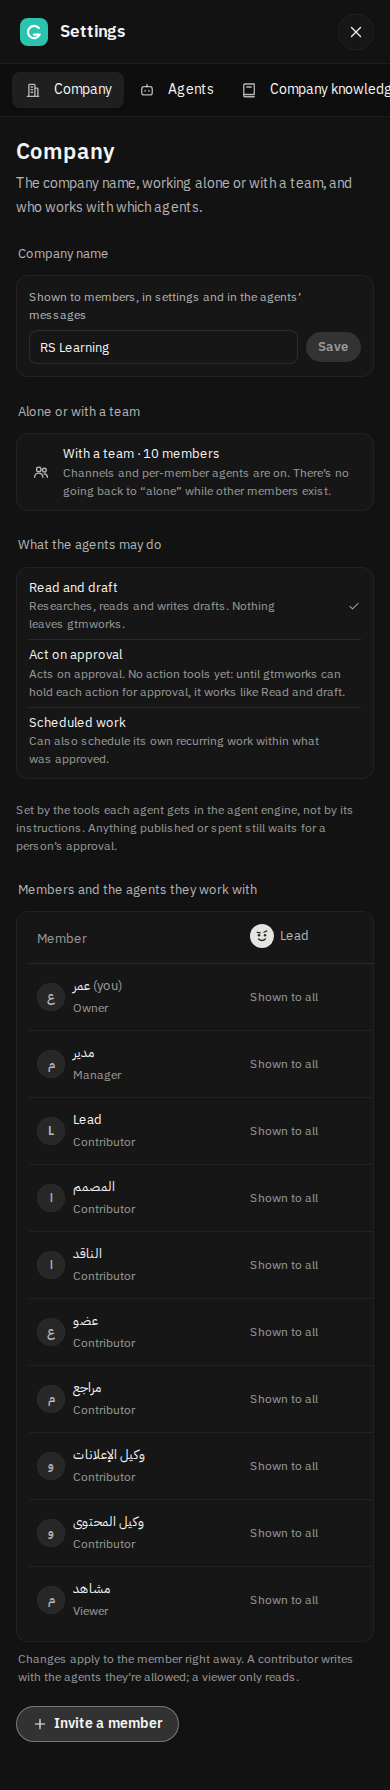 Settings
Company
Agents
Company knowledg
Company
The company name, working alone or with a team, and
who works with which agents.
Company name
Shown to members, in settings and in the agents’
messages
RS Learning
Save
Alone or with a team
With a team · 10 members
Channels and per-member agents are on. There’s no
going back to “alone” while other members exist.
What the agents may do
Read and draft
Researches, reads and writes drafts. Nothing
leaves gtmworks.
Act on approval
Acts on approval. No action tools yet: until gtmworks can
hold each action for approval, it works like Read and draft.
Scheduled work
Can also schedule its own recurring work within what
was approved.
Set by the tools each agent gets in the agent engine, not by its
instructions. Anything published or spent still waits for a
person’s approval.
Members and the agents they work with
Member
Lead
ع
عمر (you)
Owner
Shown to all
م
مدير
Manager
Shown to all
L
Lead
Contributor
Shown to all
ا
المصمم
Contributor
Shown to all
ا
الناقد
Contributor
Shown to all
ع
عضو
Contributor
Shown to all
م
مراجع
Contributor
Shown to all
و
وكيل الإعلانات
Contributor
Shown to all
و
وكيل المحتوى
Contributor
Shown to all
م
مشاهد
Viewer
Shown to all
Changes apply to the member right away. A contributor writes
with the agents they’re allowed; a viewer only reads.
Invite a member